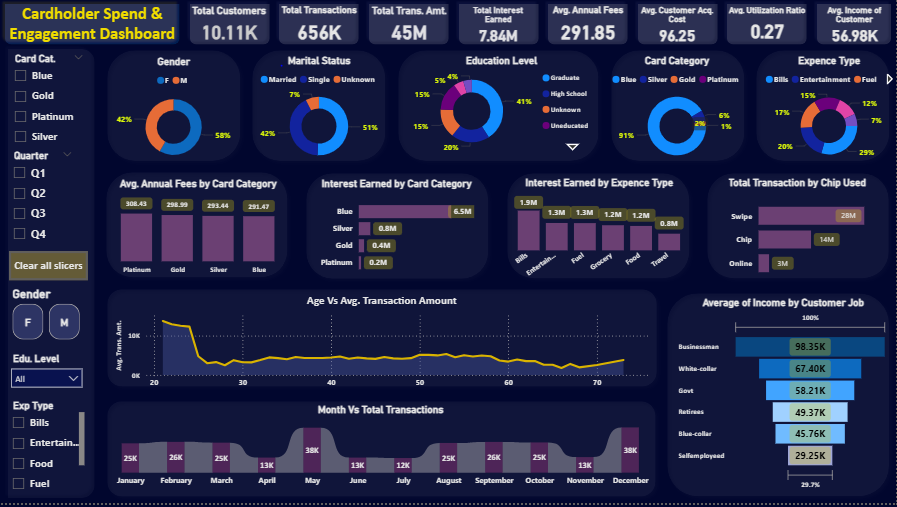 Cardholder Spend &
Engagement Dashboard
Total Customers
10.11K
Total Transactions
656K
Total Trans. Amt.
45M
Total Interest
Earned
7.84M
Avg. Annual Fees
291.85
Avg. Customer Acq.
Cost
96.25
Avg. Utilization Ratio
0.27
Avg. Income of
Customer
56.98K
Card Cat.
Blue
Gold
Platinum
Silver
Quarter
Q1
Q2
Q3
Q4
Clear all slicers
Gender
F
M
Edu. Level
All
Exp Type
Bills
Entertain...
Food
Fuel
Gender
F M
42%
58%
Marital Status
Married Single Unknown
7%
42%
51%
Education Level
Graduate
High School
Unknown
Uneducated
5% 4%
15%
41%
15%
20%
Card Category
Blue Silver Gold Platinum
6%
2%
1%
91%
Expence Type
Bills Entertainment Fuel
15%
12%
17%
7%
20%
29%
Avg. Annual Fees by Card Category
308.43 298.99 293.44 291.47
Platinum Gold Silver Blue
Interest Earned by Card Category
Blue 6.5M
Silver 0.8M
Gold 0.4M
Platinum 0.2M
Interest Earned by Expence Type
1.9M 1.3M 1.3M 1.2M 1.2M 0.8M
Bills Entertain... Fuel Grocery Food Travel
Total Transaction by Chip Used
Swipe 28M
Chip 14M
Online 3M
Age Vs Avg. Transaction Amount
Avg. Trans. Amt.
10K
0K
20 30 40 50 60 70
Month Vs Total Transactions
25K 26K 25K 13K 38K 13K 12K 25K 26K 25K 13K 38K
January February March April May June July August September October November December
Average of Income by Customer Job
100%
Businessman 98.35K
White-collar 67.40K
Govt 58.21K
Retirees 49.37K
Blue-collar 45.76K
Selfemployeed 29.25K
29.7%